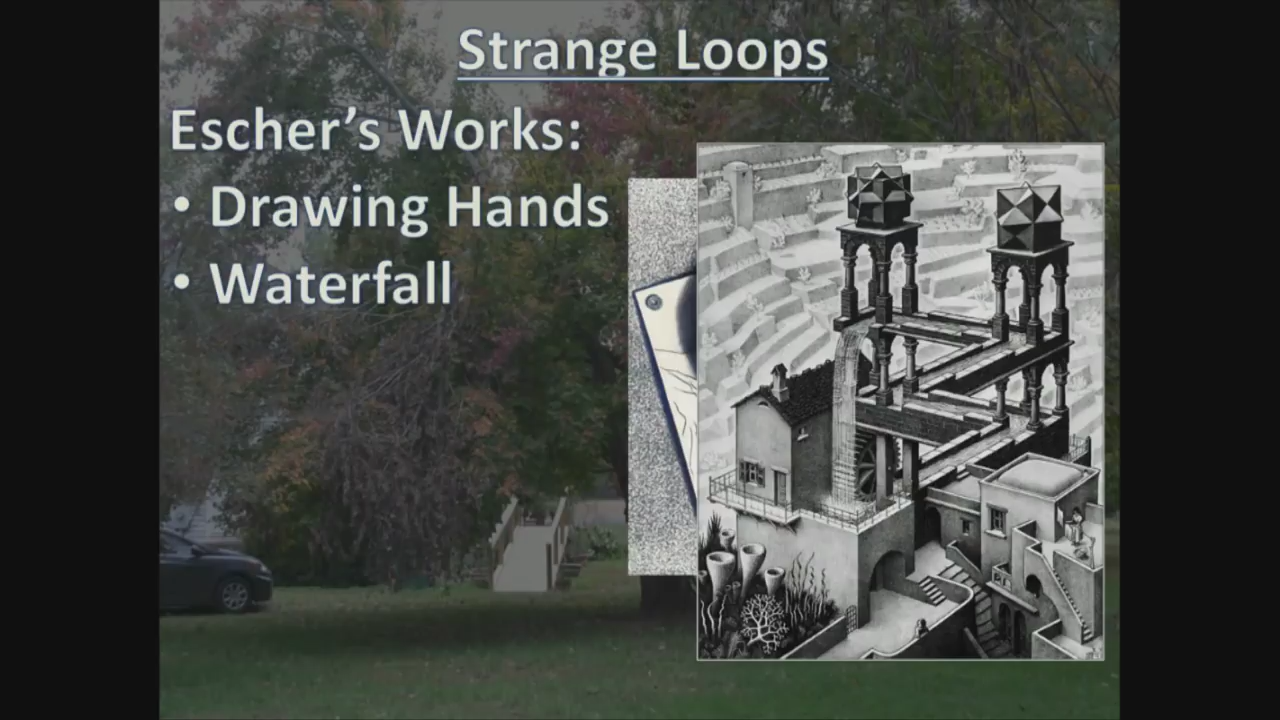 Strange Loops
Escher's Works:
• Drawing Hands
• Waterfall